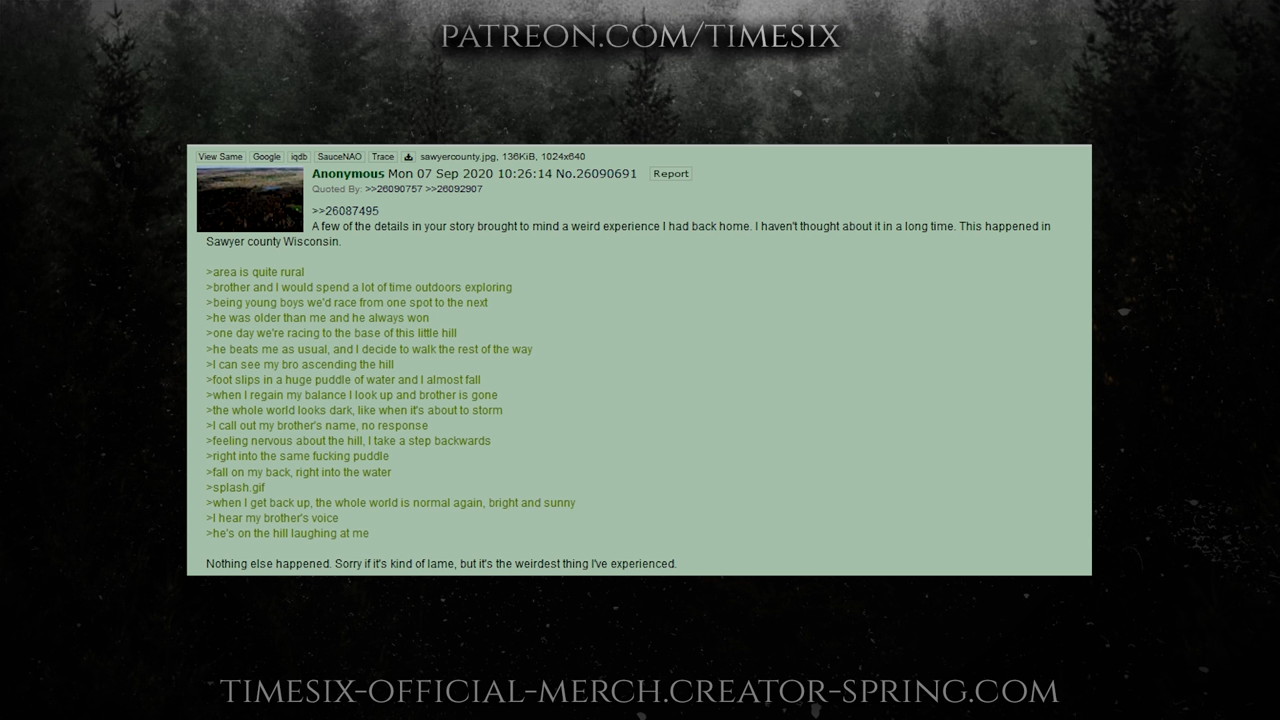 PATREON.COM/TIMESIX
View Same Google iqdb SauceNAO Trace sawyercounty.jpg, 136KiB, 1024x640
Anonymous Mon 07 Sep 2020 10:26:14 No.26090691 Report
Quoted By: >>26090757 >>26092907
>>26087495
A few of the details in your story brought to mind a weird experience I had back home. I haven't thought about it in a long time. This happened in
Sawyer county Wisconsin.
>area is quite rural
>brother and I would spend a lot of time outdoors exploring
>being young boys we'd race from one spot to the next
>he was older than me and he always won
>one day we're racing to the base of this little hill
>he beats me as usual, and I decide to walk the rest of the way
>I can see my bro ascending the hill
>foot slips in a huge puddle of water and I almost fall
>when I regain my balance I look up and brother is gone
>the whole world looks dark, like when it's about to storm
>I call out my brother's name, no response
>feeling nervous about the hill, I take a step backwards
>right into the same fucking puddle
>fall on my back, right into the water
>splash.gif
>when I get back up, the whole world is normal again, bright and sunny
>I hear my brother's voice
>he's on the hill laughing at me
Nothing else happened. Sorry if it's kind of lame, but it's the weirdest thing I've experienced.
TIMESIX-OFFICIAL-MERCH.CREATOR-SPRING.COM